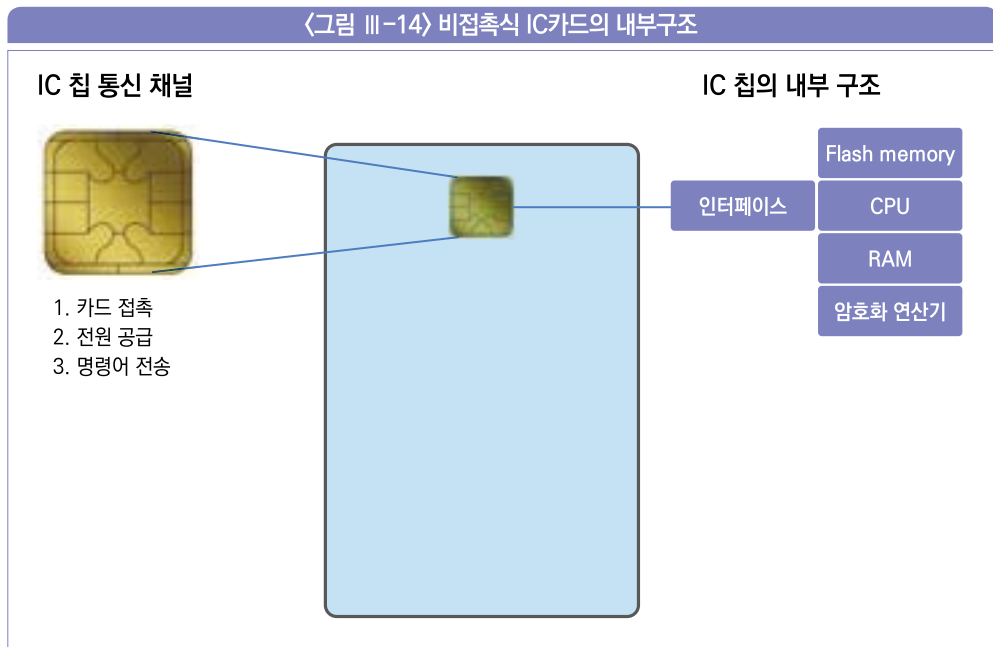 〈그림 Ⅲ-14〉 비접촉식 IC카드의 내부구조
IC 칩 통신 채널
1. 카드 접촉
2. 전원 공급
3. 명령어 전송
IC 칩의 내부 구조
Flash memory
인터페이스
CPU
RAM
암호화 연산기